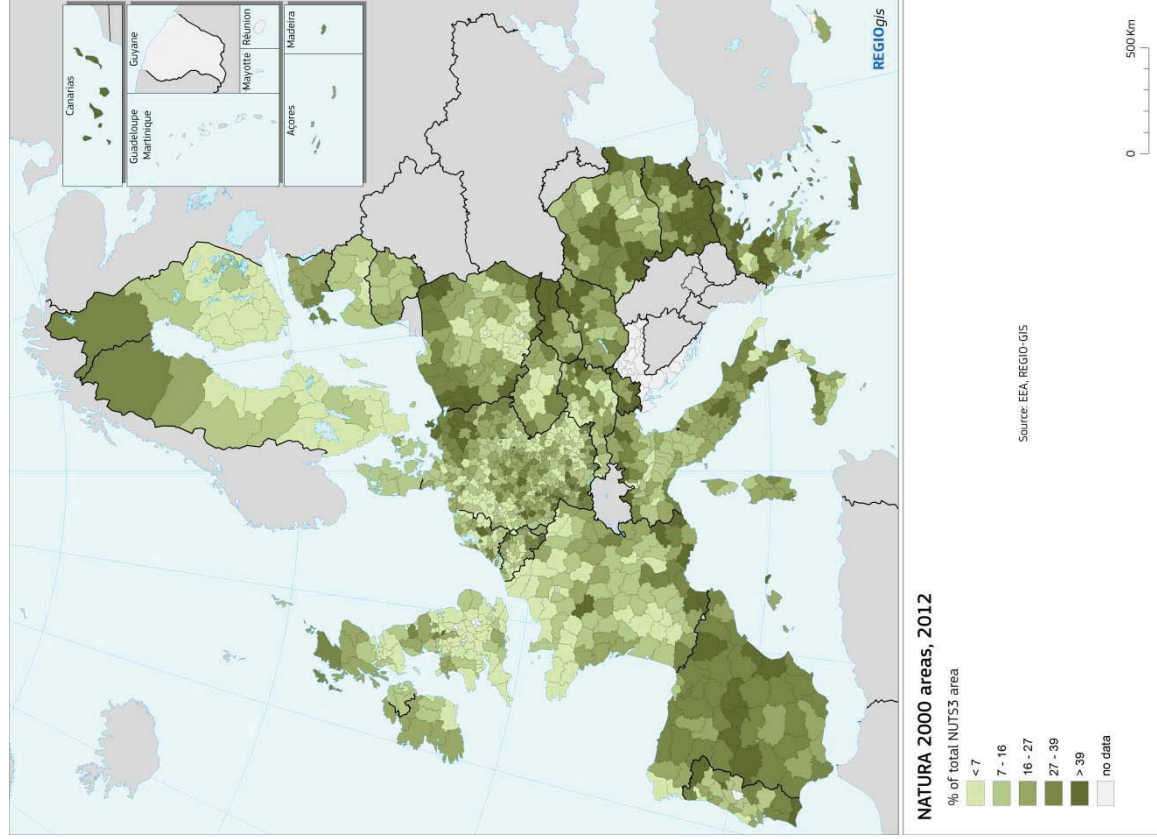 Canarias
Guadeloupe
Martinique
Guyane
Mayotte
Réunion
Açores
Madeira
REGIOgis
NATURA 2000 areas, 2012
% of total NUTS3 area
< 7
7 - 16
16 - 27
27 - 39
> 39
no data
Source: EEA, REGIO-GIS
0
500 Km